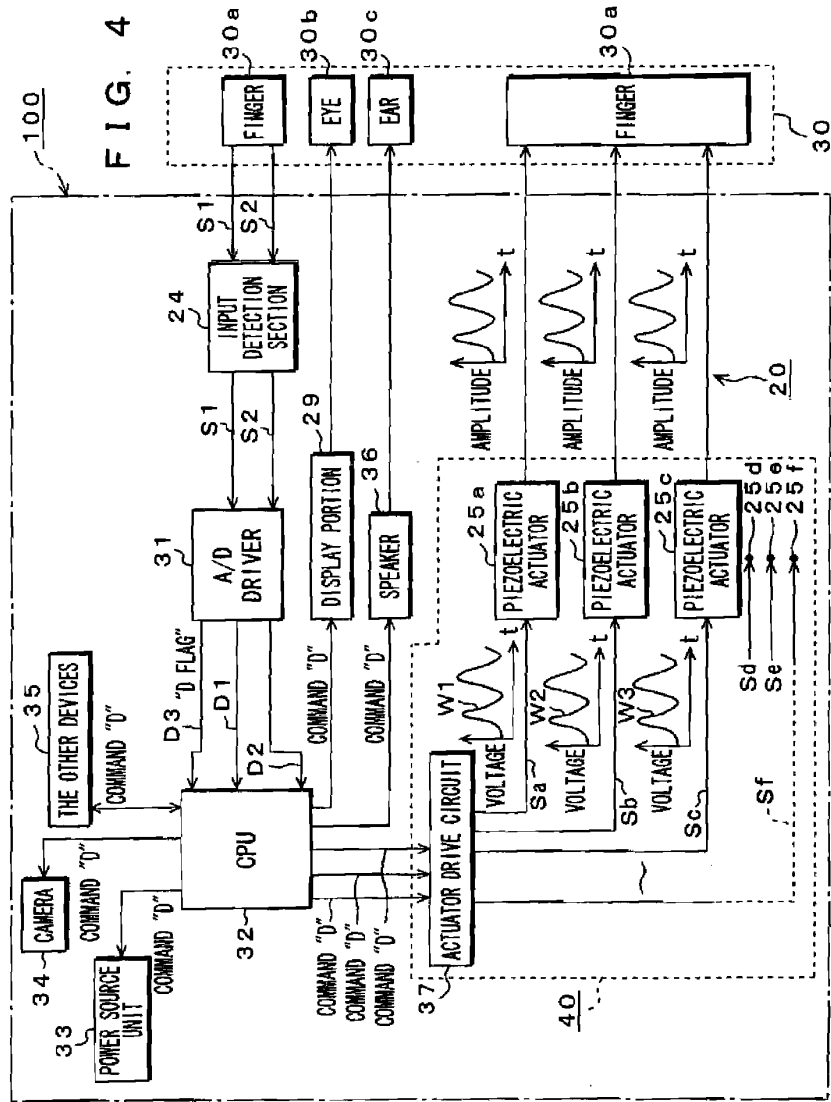 FIG. 4
100
35
THE OTHER DEVICES
COMMAND "D"
34
CAMERA
COMMAND "D"
33
POWER SOURCE
UNIT
COMMAND "D"
CPU
32
D3 "D FLAG"
D1
D2
31
A/D
DRIVER
S1
S2
24
INPUT
DETECTION
SECTION
S1
S2
FINGER
30a
EYE
30b
EAR
30c
COMMAND "D"
DISPLAY PORTION
29
COMMAND "D"
SPEAKER
36
COMMAND "D"
COMMAND "D"
COMMAND "D"
37
ACTUATOR DRIVE CIRCUIT
VOLTAGE
W1
t
Sa
25a
PIEZOELECTRIC
ACTUATOR
AMPLITUDE
t
VOLTAGE
W2
t
Sb
25b
PIEZOELECTRIC
ACTUATOR
AMPLITUDE
t
VOLTAGE
W3
t
Sc
25c
PIEZOELECTRIC
ACTUATOR
AMPLITUDE
t
FINGER
30a
30
Sd
25d
Se
25e
Sf
25f
20
40